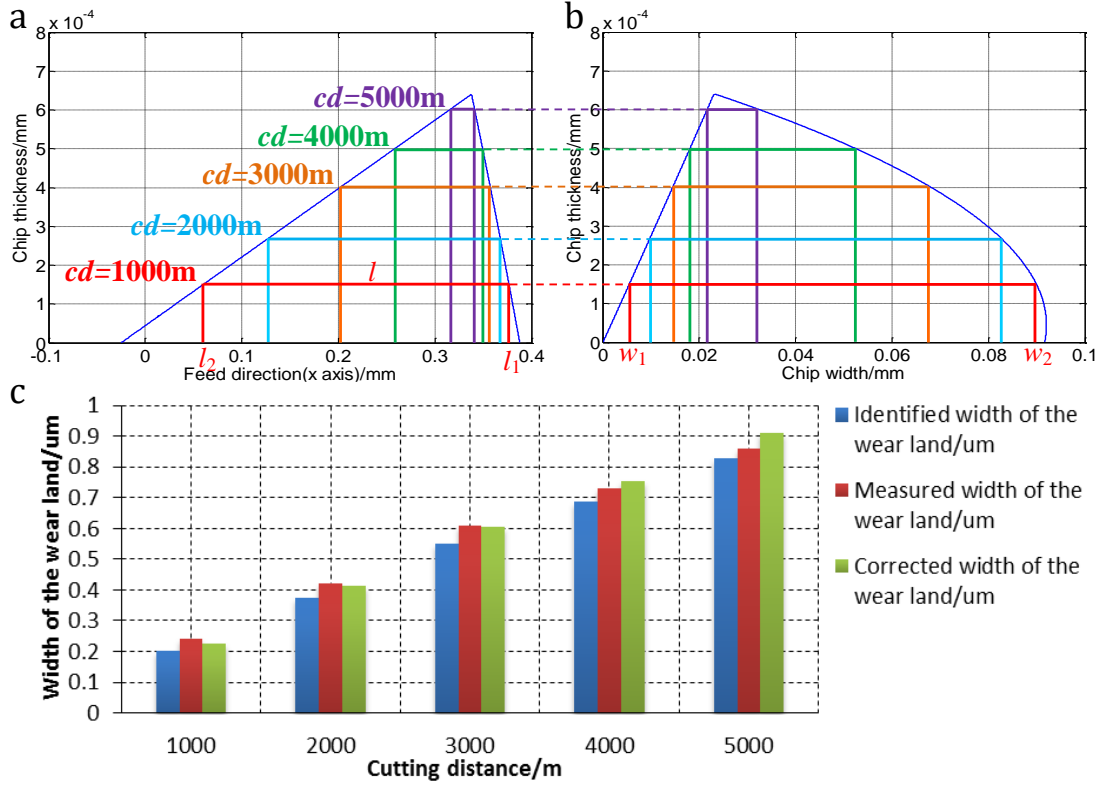 a
8 x 10-4
7
6
5
4
3
2
1
0
Chip thickness/mm
cd=5000m
cd=4000m
cd=3000m
cd=2000m
cd=1000m
l
l2
l1
-0.1 0 0.1 0.2 0.3 0.4
Feed direction(x axis)/mm
b
8 x 10-4
7
6
5
4
3
2
1
0
Chip thickness/mm
w1
w2
0 0.02 0.04 0.06 0.08 0.1
Chip width/mm
c
1
0.9
0.8
0.7
0.6
0.5
0.4
0.3
0.2
0.1
0
Width of the wear land/um
1000 2000 3000 4000 5000
Cutting distance/m
Identified width of the
wear land/um
Measured width of the
wear land/um
Corrected width of the
wear land/um